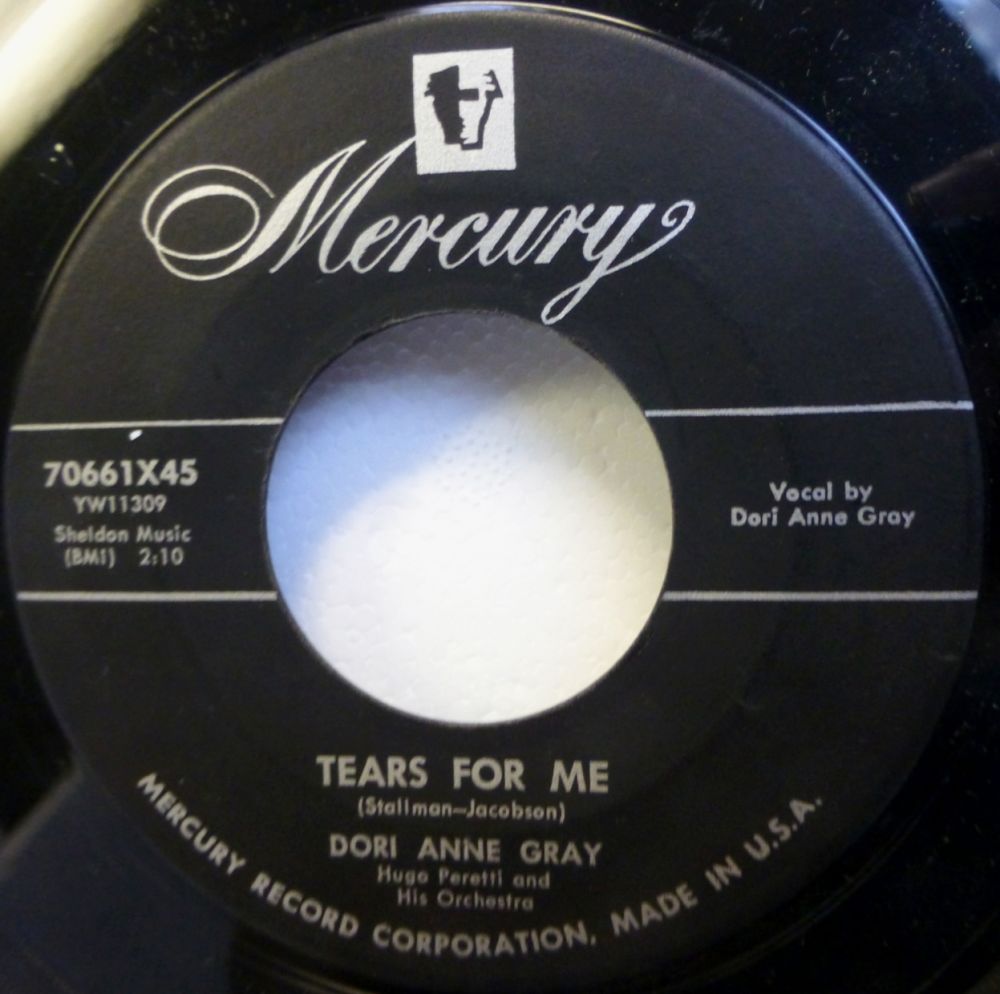 Mercury
70661X45
YW11309
Sheldon Music
(BMI) 2:10
Vocal by
Dori Anne Gray
TEARS FOR ME
(Stallman—Jacobson)
DORI ANNE GRAY
Hugo Peretti and
His Orchestra
MERCURY RECORD CORPORATION. MADE IN U.S.A.